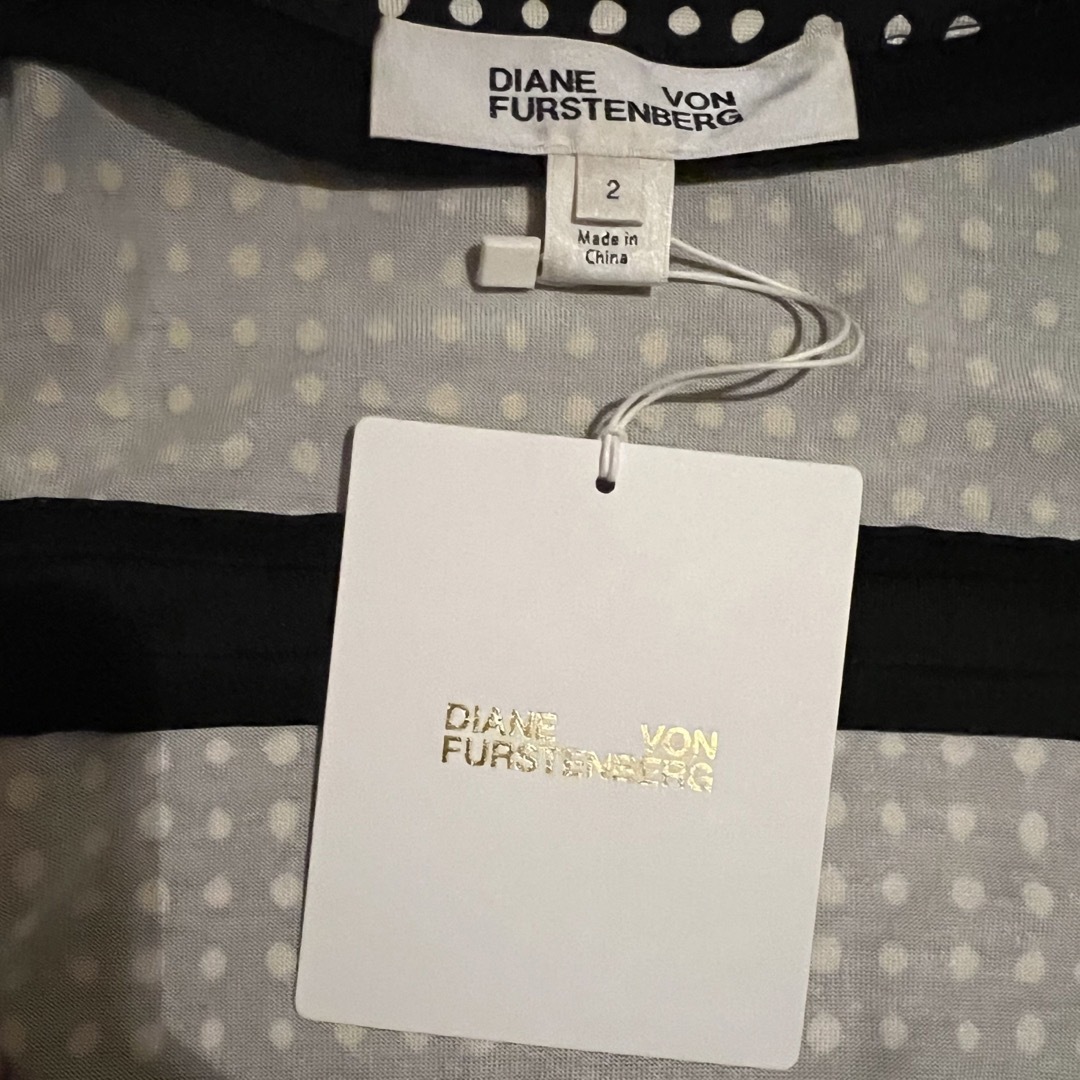 DIANE VON
FURSTENBERG
2
Made in
China
DIANE VON
FURSTENBERG